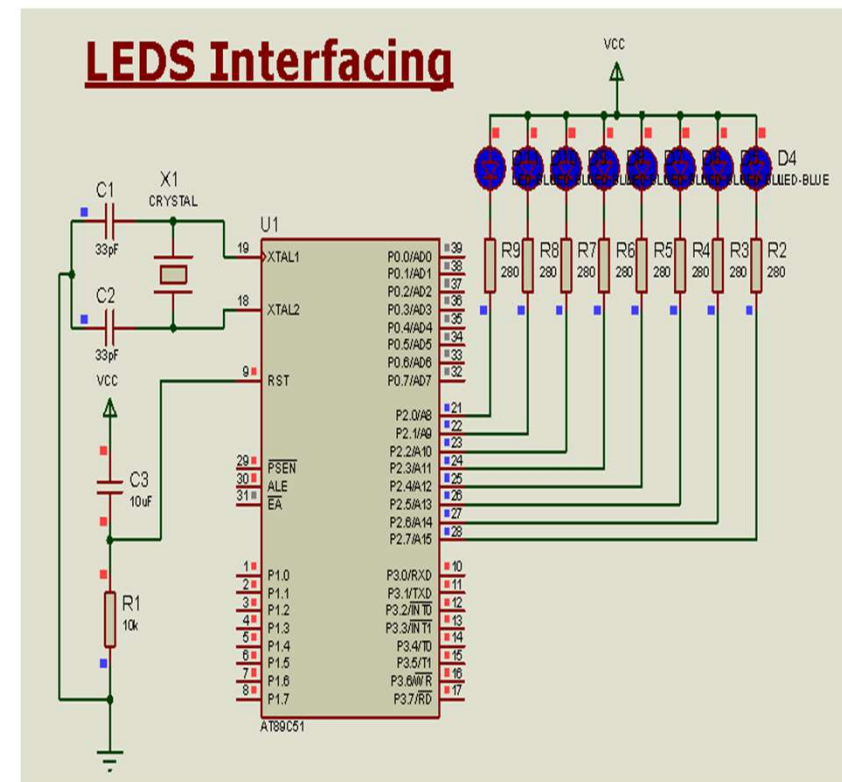 LEDS Interfacing
VCC
D4
LED-BLUE
C1
33pF
X1
CRYSTAL
C2
33pF
VCC
C3
10uF
R1
10k
R9
280
R8
280
R7
280
R6
280
R5
280
R4
280
R3
280
R2
280
U1
19 XTAL1
18 XTAL2
9 RST
29 PSEN
30 ALE
31 EA
1 P1.0
2 P1.1
3 P1.2
4 P1.3
5 P1.4
6 P1.5
7 P1.6
8 P1.7
P0.0/AD0 39
P0.1/AD1 38
P0.2/AD2 37
P0.3/AD3 36
P0.4/AD4 35
P0.5/AD5 34
P0.6/AD6 33
P0.7/AD7 32
P2.0/A8 21
P2.1/A9 22
P2.2/A10 23
P2.3/A11 24
P2.4/A12 25
P2.5/A13 26
P2.6/A14 27
P2.7/A15 28
P3.0/RXD 10
P3.1/TXD 11
P3.2/INT0 12
P3.3/INT1 13
P3.4/T0 14
P3.5/T1 15
P3.6/WR 16
P3.7/RD 17
AT89C51